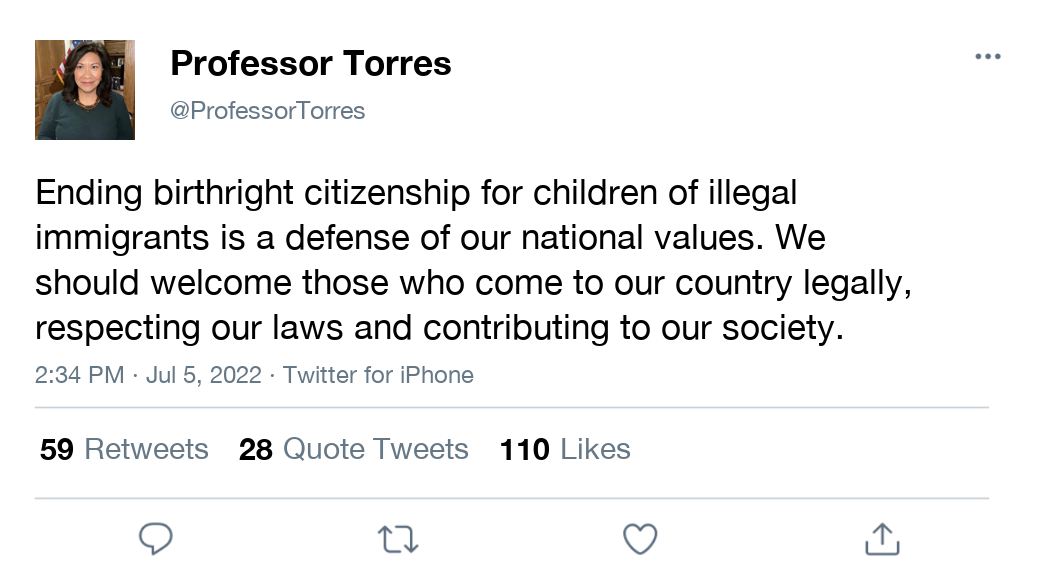 Professor Torres
@ProfessorTorres
Ending birthright citizenship for children of illegal
immigrants is a defense of our national values. We
should welcome those who come to our country legally,
respecting our laws and contributing to our society.
2:34 PM · Jul 5, 2022 · Twitter for iPhone
59 Retweets 28 Quote Tweets 110 Likes